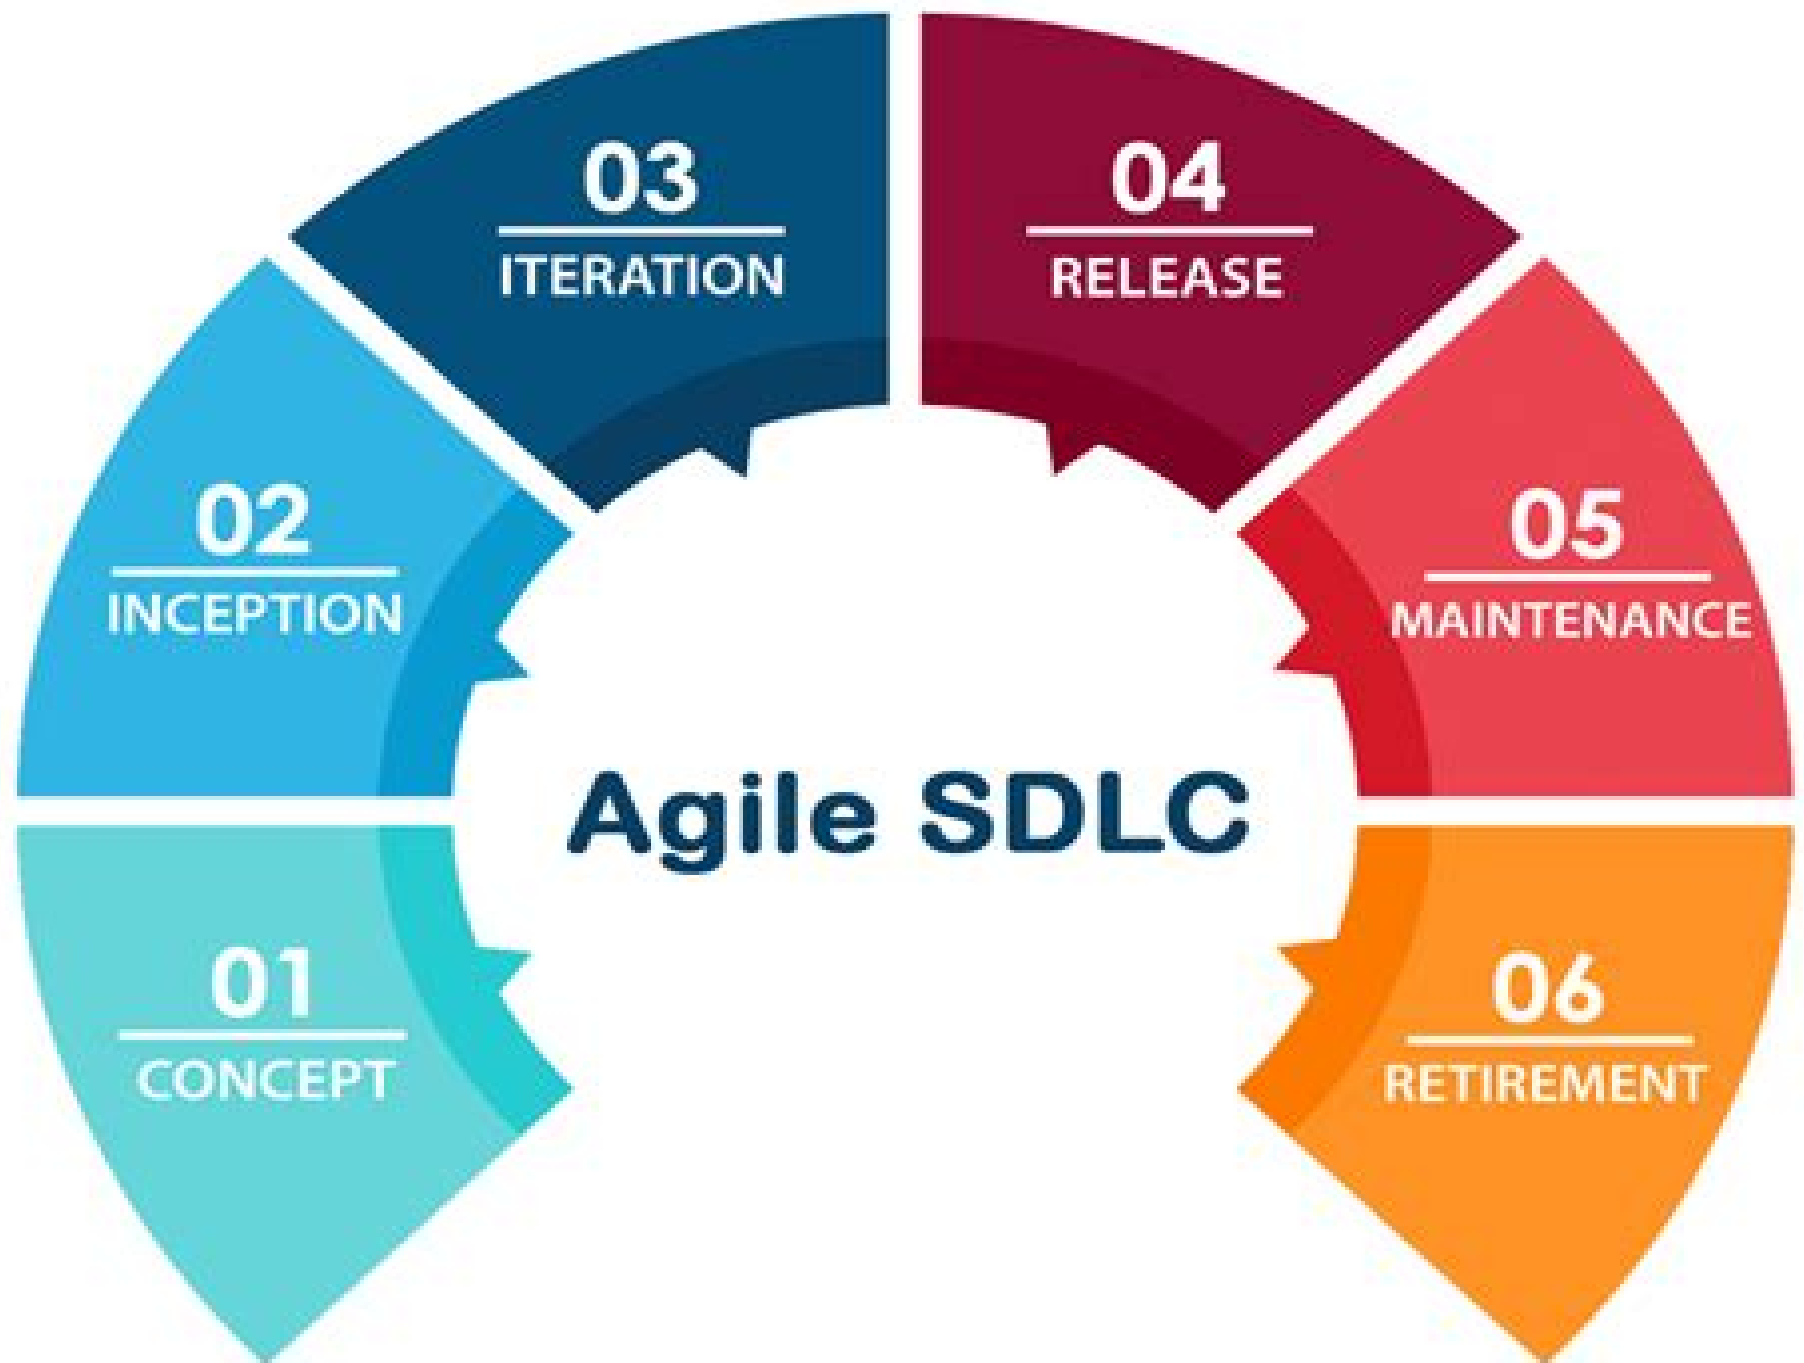 01
CONCEPT
02
INCEPTION
03
ITERATION
04
RELEASE
05
MAINTENANCE
06
RETIREMENT
Agile SDLC